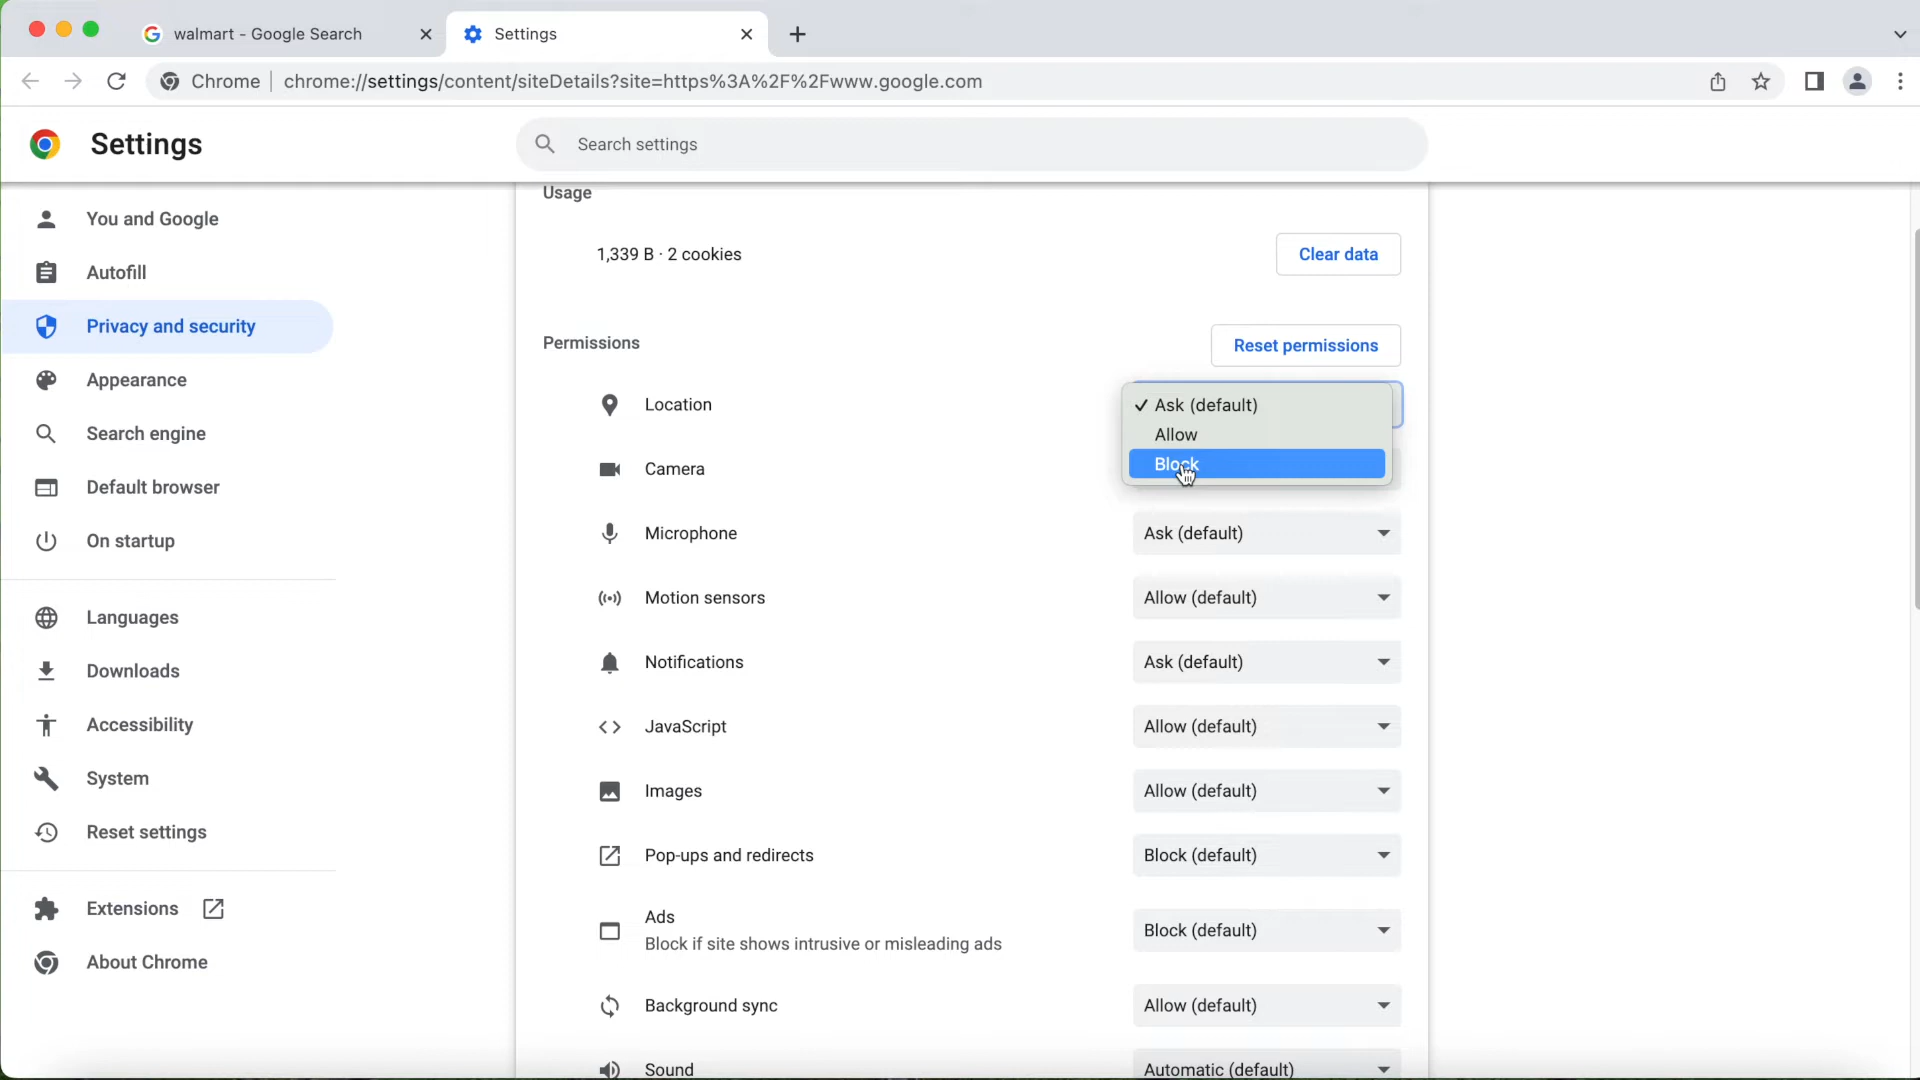 walmart - Google Search
Settings
Chrome
chrome://settings/content/siteDetails?site=https%3A%2F%2Fwww.google.com
Settings
Search settings
You and Google
Autofill
Privacy and security
Appearance
Search engine
Default browser
On startup
Languages
Downloads
Accessibility
System
Reset settings
Extensions
About Chrome
Usage
1,339 B · 2 cookies
Clear data
Permissions
Reset permissions
Location
✓ Ask (default)
Allow
Block
Camera
Microphone
Ask (default)
Motion sensors
Allow (default)
Notifications
Ask (default)
JavaScript
Allow (default)
Images
Allow (default)
Pop-ups and redirects
Block (default)
Ads
Block if site shows intrusive or misleading ads
Block (default)
Background sync
Allow (default)
Sound
Automatic (default)